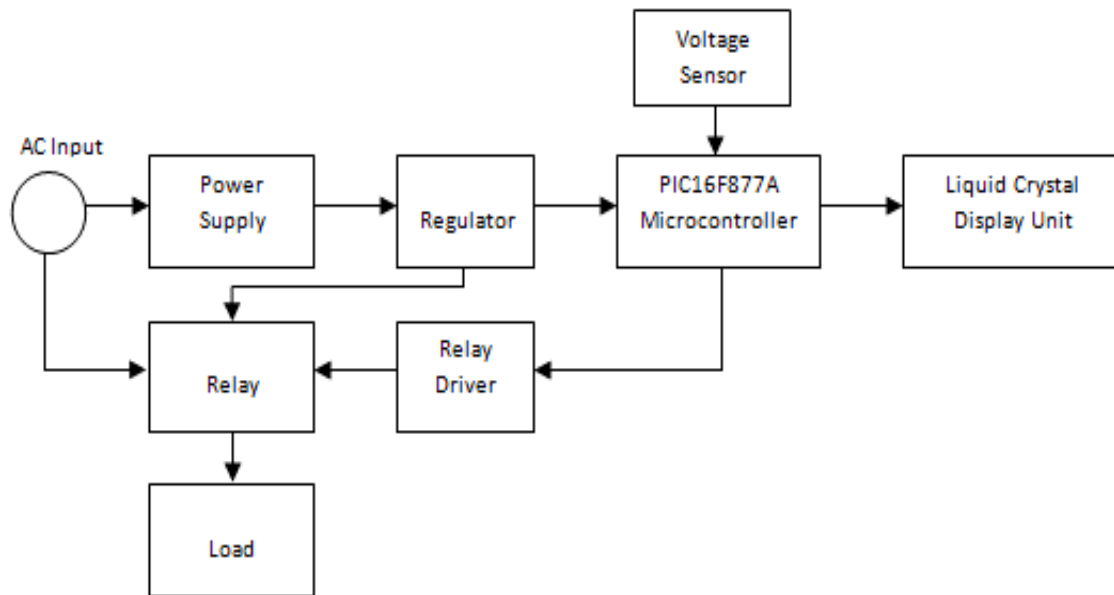 Voltage
Sensor
AC Input
Power
Supply
Regulator
PIC16F877A
Microcontroller
Liquid Crystal
Display Unit
Relay
Relay
Driver
Load